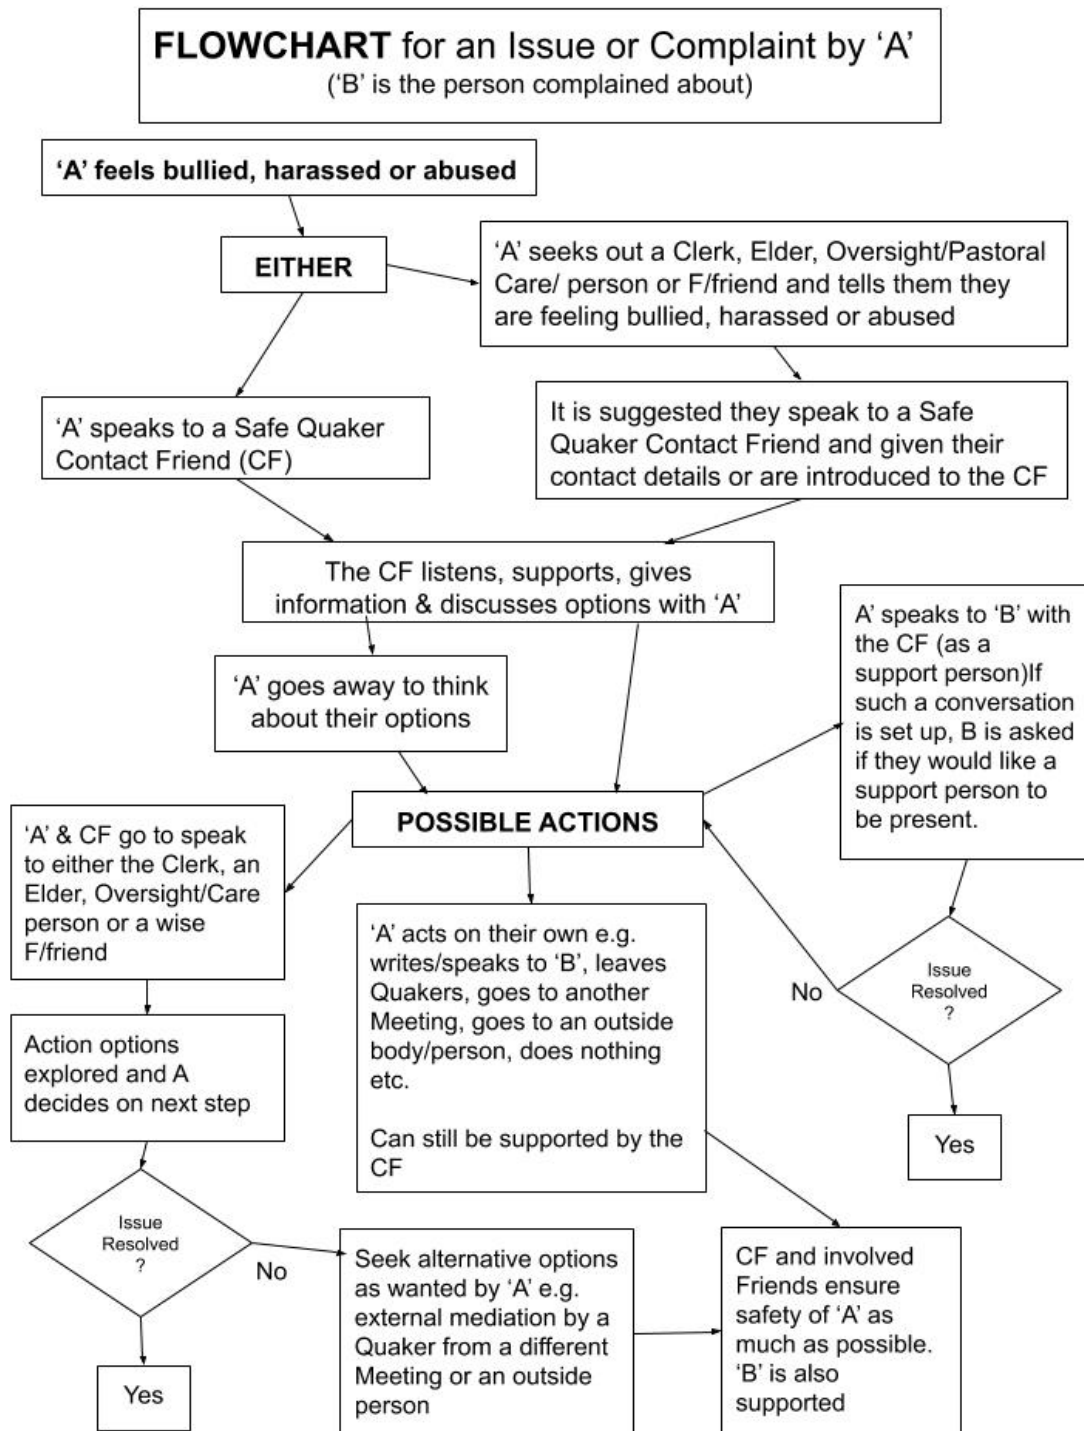 FLOWCHART for an Issue or Complaint by ‘A’
(‘B’ is the person complained about)
‘A’ feels bullied, harassed or abused
EITHER
‘A’ seeks out a Clerk, Elder, Oversight/Pastoral
Care/ person or F/friend and tells them they
are feeling bullied, harassed or abused
‘A’ speaks to a Safe Quaker
Contact Friend (CF)
It is suggested they speak to a Safe
Quaker Contact Friend and given their
contact details or are introduced to the CF
The CF listens, supports, gives
information & discusses options with ‘A’
‘A’ goes away to think
about their options
A’ speaks to ‘B’ with
the CF (as a
support person)If
such a conversation
is set up, B is asked
if they would like a
support person to
be present.
POSSIBLE ACTIONS
‘A’ & CF go to speak
to either the Clerk, an
Elder, Oversight/Care
person or a wise
F/friend
‘A’ acts on their own e.g.
writes/speaks to ‘B’, leaves
Quakers, goes to another
Meeting, goes to an outside
body/person, does nothing
etc.
Can still be supported by the
CF
Issue
Resolved
?
No
Yes
Action options
explored and A
decides on next step
Issue
Resolved
?
No
Yes
Seek alternative options
as wanted by ‘A’ e.g.
external mediation by a
Quaker from a different
Meeting or an outside
person
CF and involved
Friends ensure
safety of ‘A’ as
much as possible.
‘B’ is also
supported